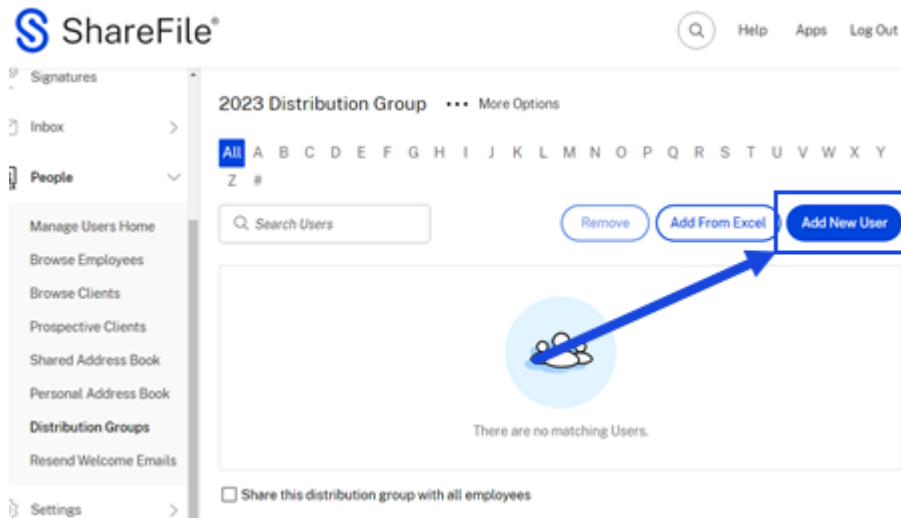 ShareFile®
Help Apps Log Out
Signatures
Inbox
People
Manage Users Home
Browse Employees
Browse Clients
Prospective Clients
Shared Address Book
Personal Address Book
Distribution Groups
Resend Welcome Emails
Settings
2023 Distribution Group ••• More Options
All A B C D E F G H I J K L M N O P Q R S T U V W X Y
Z #
Search Users
Remove Add From Excel Add New User
There are no matching Users.
Share this distribution group with all employees